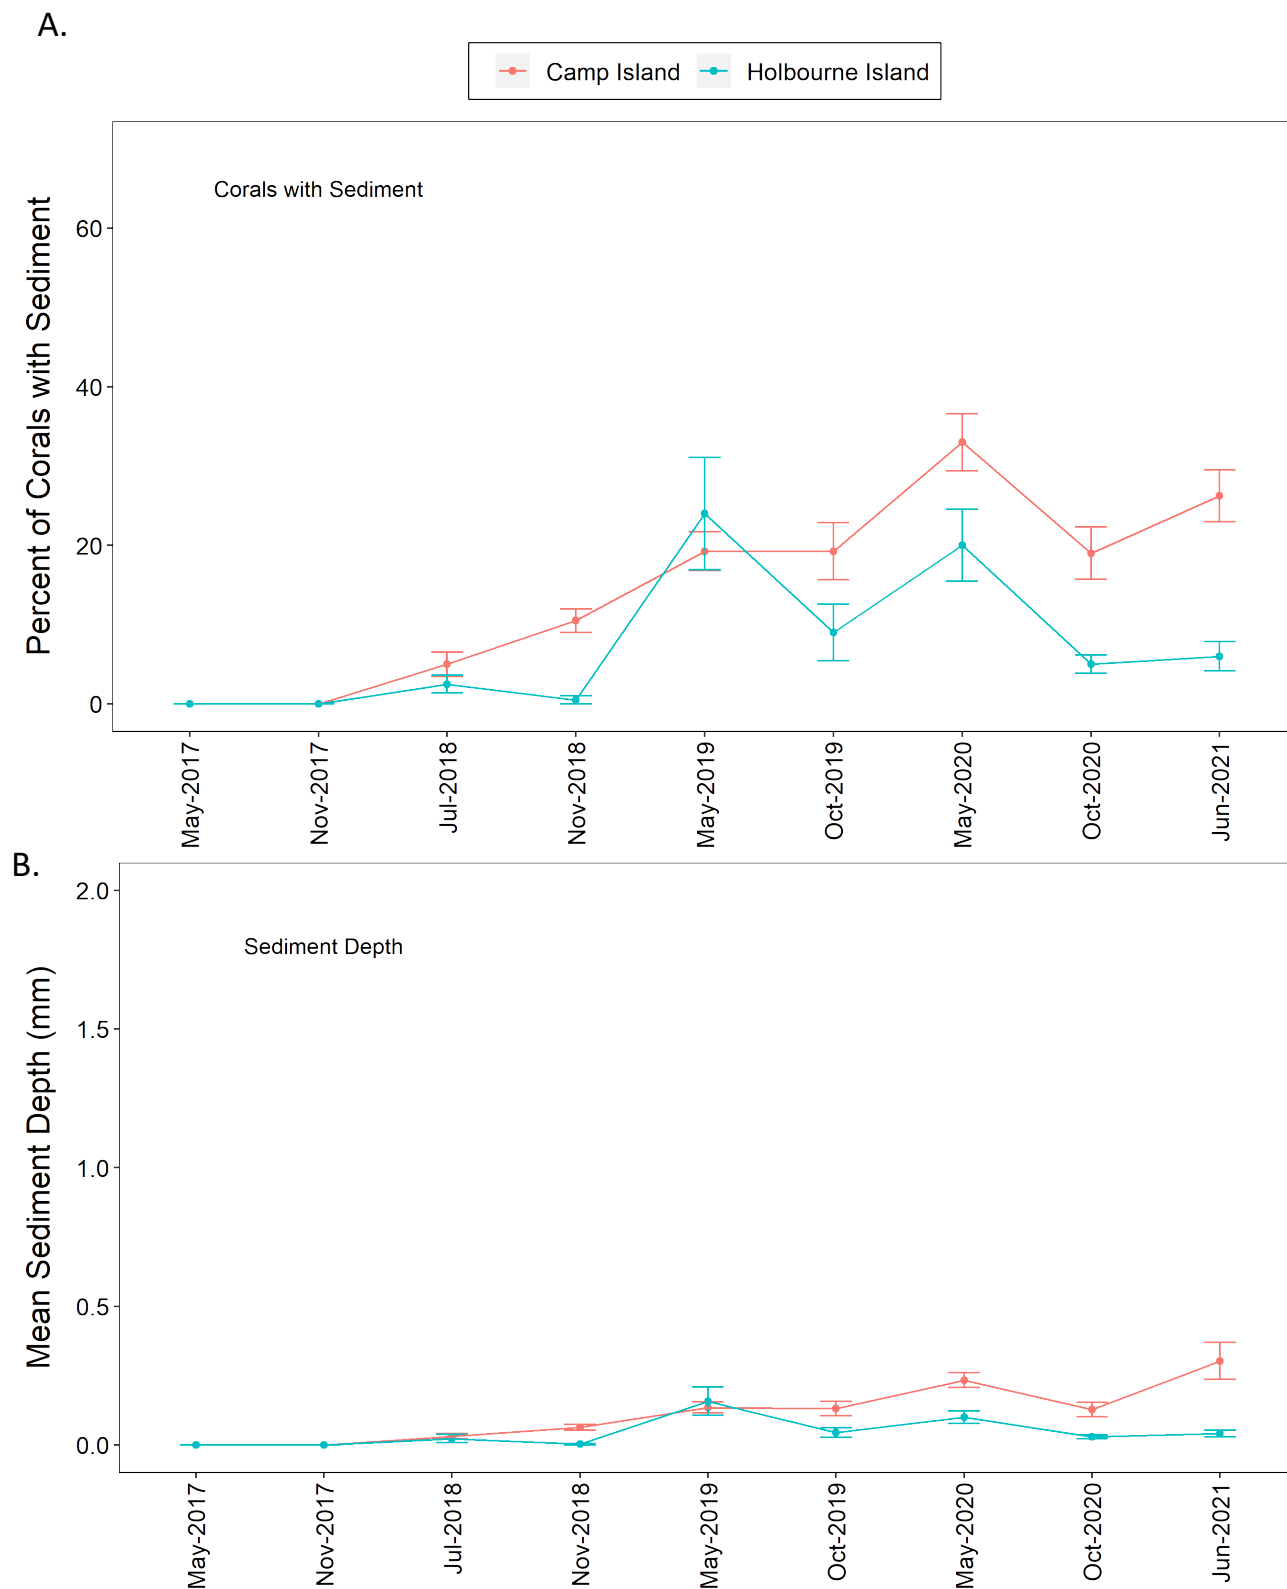 A.
Camp Island Holbourne Island
Corals with Sediment
Percent of Corals with Sediment
60
40
20
0
May-2017 Nov-2017 Jul-2018 Nov-2018 May-2019 Oct-2019 May-2020 Oct-2020 Jun-2021
B.
Sediment Depth
Mean Sediment Depth (mm)
2.0
1.5
1.0
0.5
0.0
May-2017 Nov-2017 Jul-2018 Nov-2018 May-2019 Oct-2019 May-2020 Oct-2020 Jun-2021